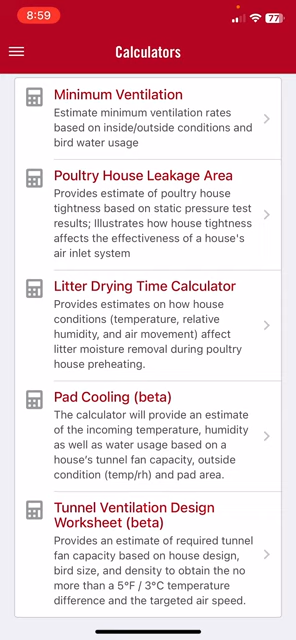 8:59
77
Calculators
Minimum Ventilation
Estimate minimum ventilation rates
based on inside/outside conditions and
bird water usage
Poultry House Leakage Area
Provides estimate of poultry house
tightness based on static pressure test
results; Illustrates how house tightness
affects the effectiveness of a house's
air inlet system
Litter Drying Time Calculator
Provides estimates on how house
conditions (temperature, relative
humidity, and air movement) affect
litter moisture removal during poultry
house preheating.
Pad Cooling (beta)
The calculator will provide an estimate
of the incoming temperature, humidity
as well as water usage based on a
house's tunnel fan capacity, outside
condition (temp/rh) and pad area.
Tunnel Ventilation Design
Worksheet (beta)
Provides an estimate of required tunnel
fan capacity based on house design,
bird size, and density to obtain the no
more than a 5°F / 3°C temperature
difference and the targeted air speed.